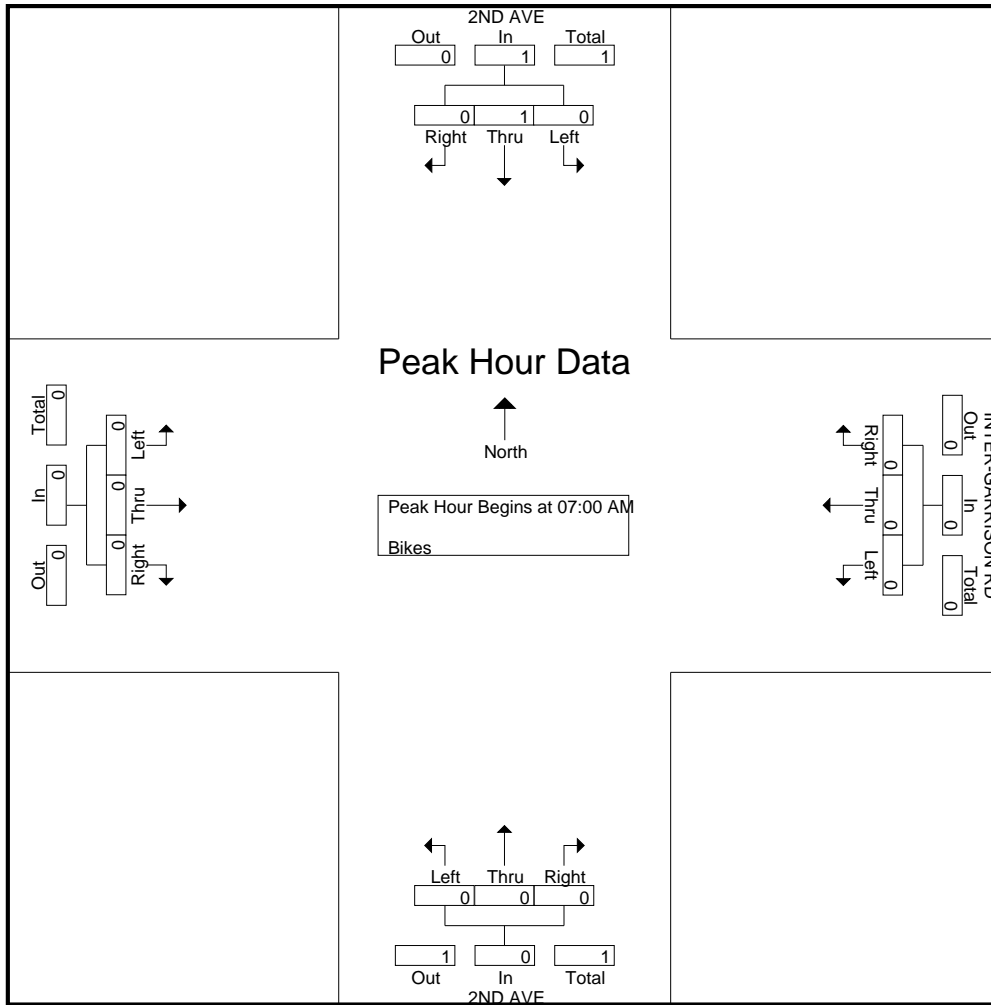 2ND AVE
Out In Total
0 1 1
0 1 0
Right Thru Left
Peak Hour Data
North
Peak Hour Begins at 07:00 AM
Bikes
Total In Out
0 0 0
Left Thru Right
0 0 0
INTER-GARRISON RD
Out In Total
0 0 0
Right Thru Left
0 0 0
Left Thru Right
0 0 0
1 0 1
Out In Total
2ND AVE